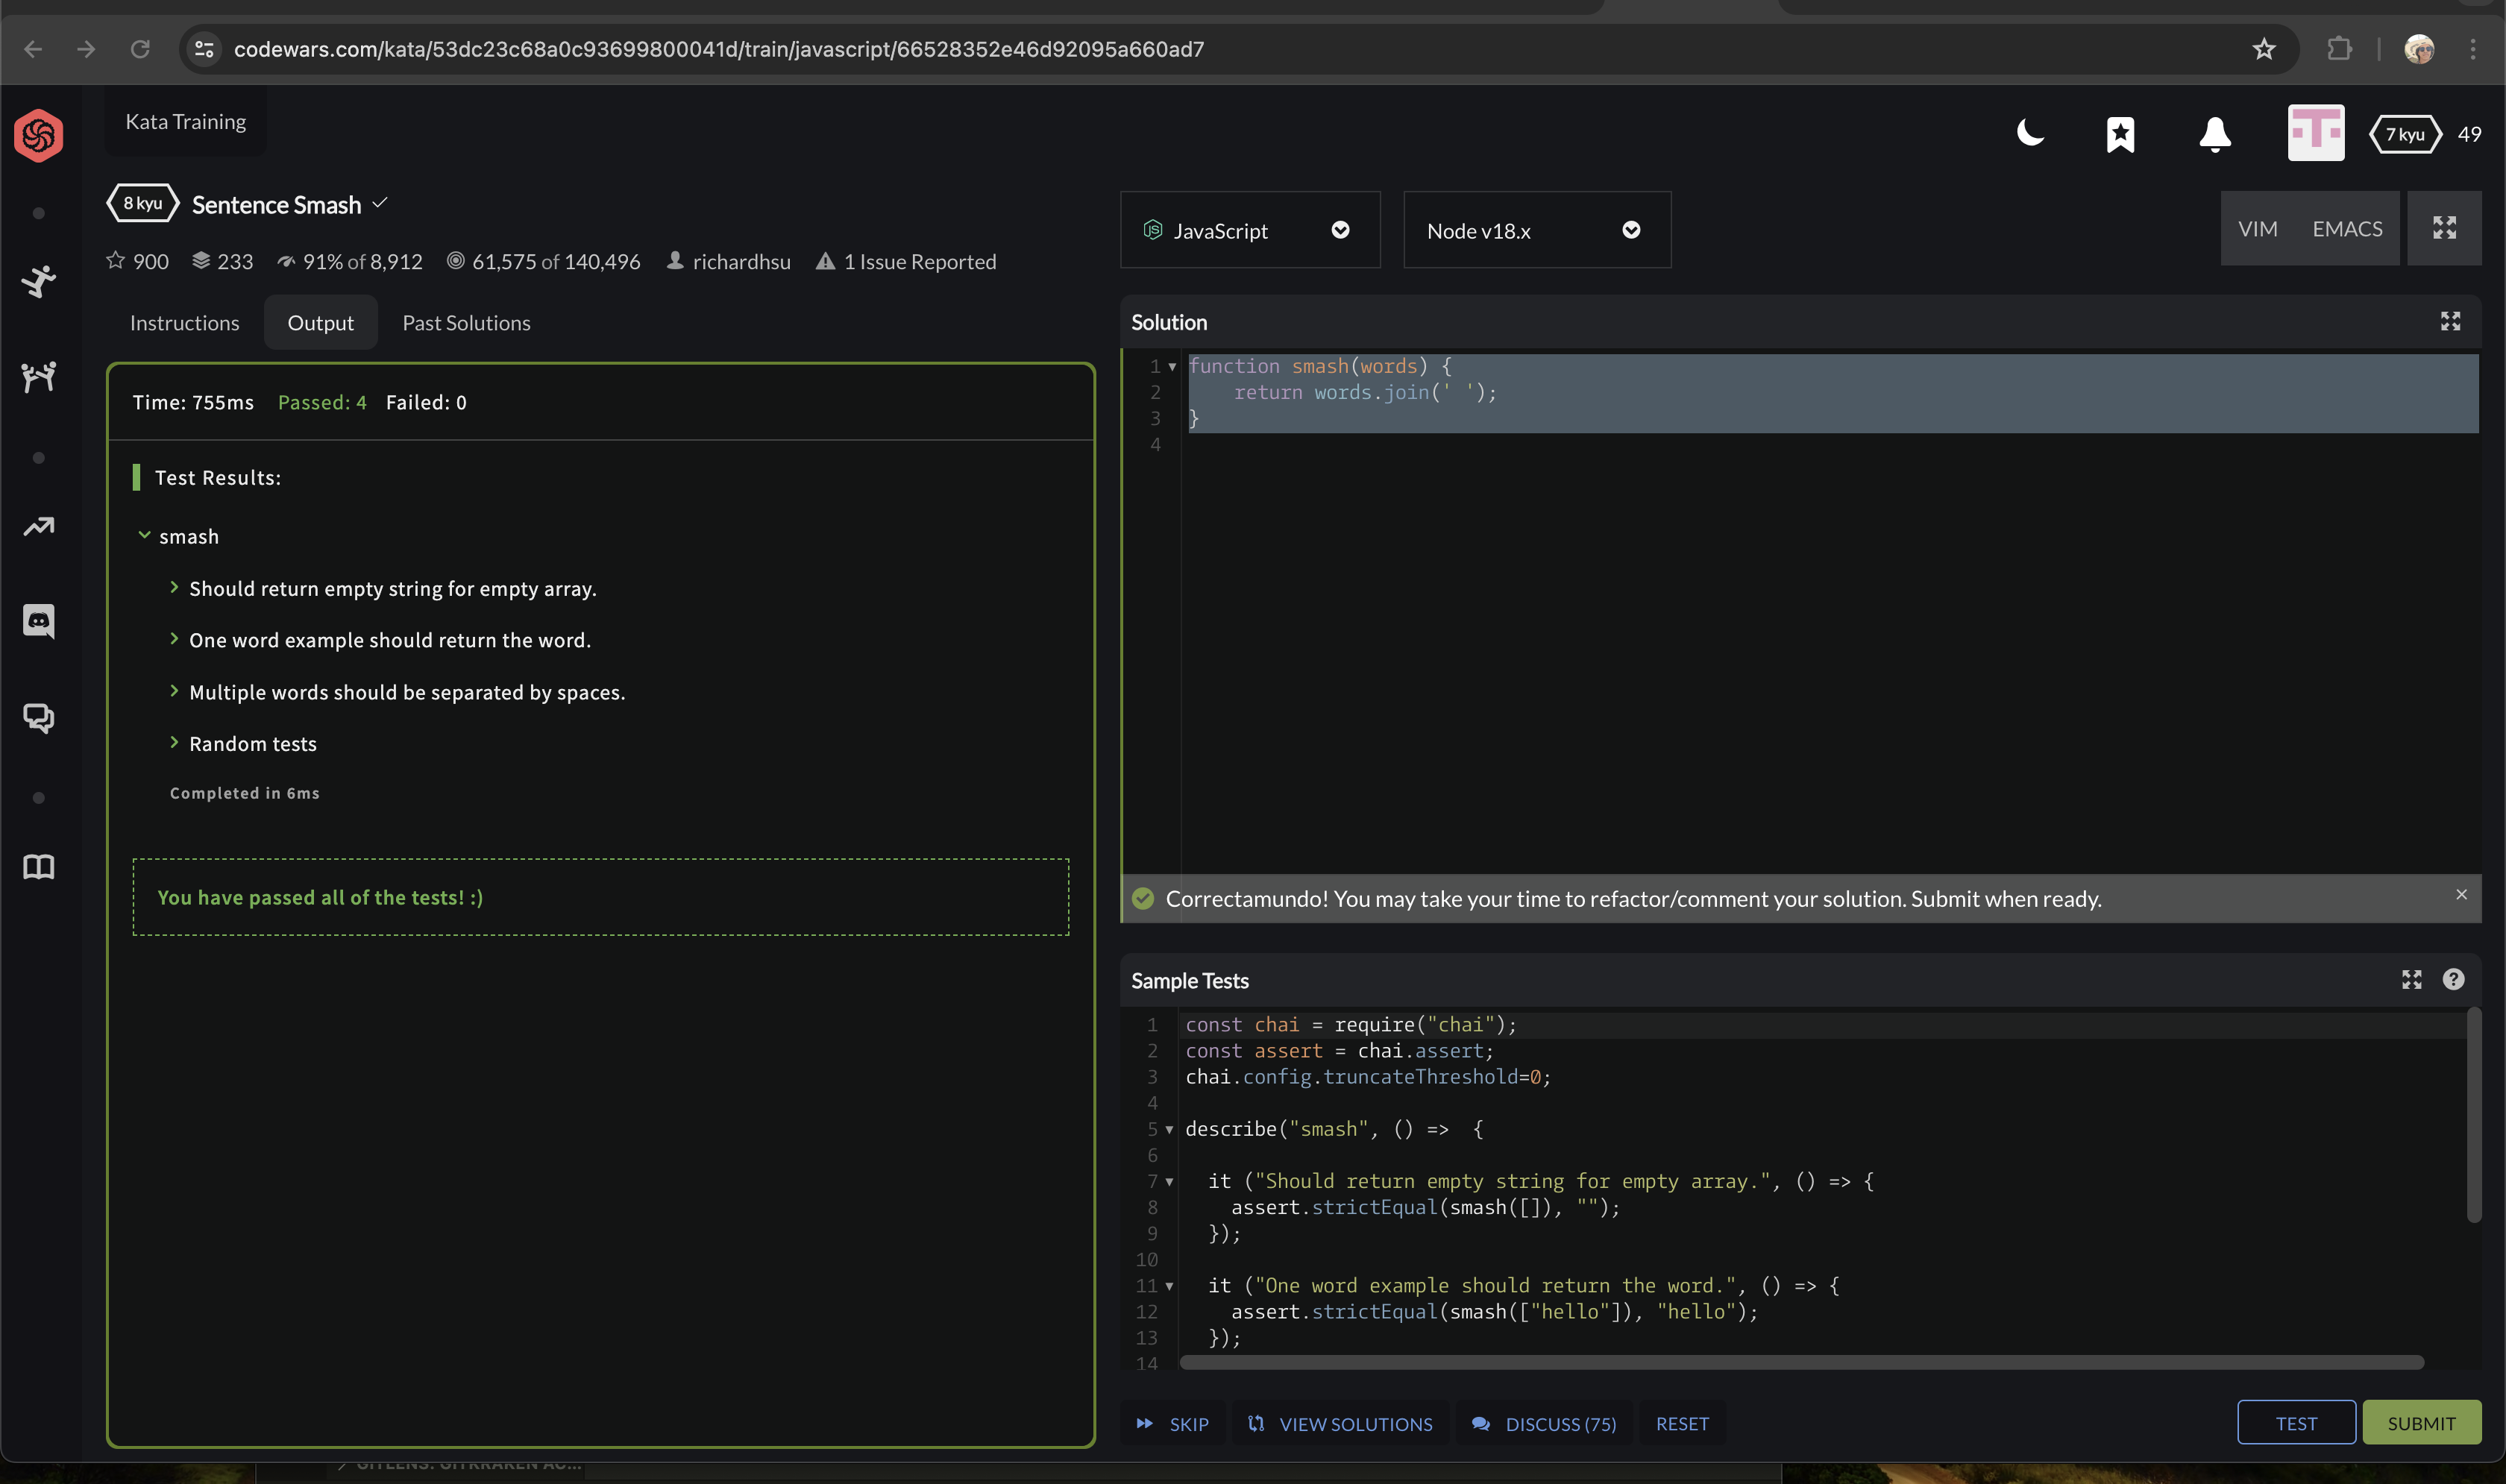 codewars.com/kata/53dc23c68a0c93699800041d/train/javascript/66528352e46d92095a660ad7
Kata Training
7 kyu 49
8 kyu Sentence Smash
900 233 91% of 8,912 61,575 of 140,496 richardhsu 1 Issue Reported
Instructions Output Past Solutions
Time: 755ms Passed: 4 Failed: 0
Test Results:
smash
Should return empty string for empty array.
One word example should return the word.
Multiple words should be separated by spaces.
Random tests
Completed in 6ms
You have passed all of the tests! :)
JavaScript Node v18.x VIM EMACS
Solution
1 function smash(words) {
2     return words.join(' ');
3 }
4
Correctamundo! You may take your time to refactor/comment your solution. Submit when ready.
Sample Tests
1 const chai = require("chai");
2 const assert = chai.assert;
3 chai.config.truncateThreshold=0;
4
5 describe("smash", () =>  {
6
7   it ("Should return empty string for empty array.", () => {
8     assert.strictEqual(smash([]), "");
9   });
10
11   it ("One word example should return the word.", () => {
12     assert.strictEqual(smash(["hello"]), "hello");
13   });
14
SKIP VIEW SOLUTIONS DISCUSS (75) RESET TEST SUBMIT